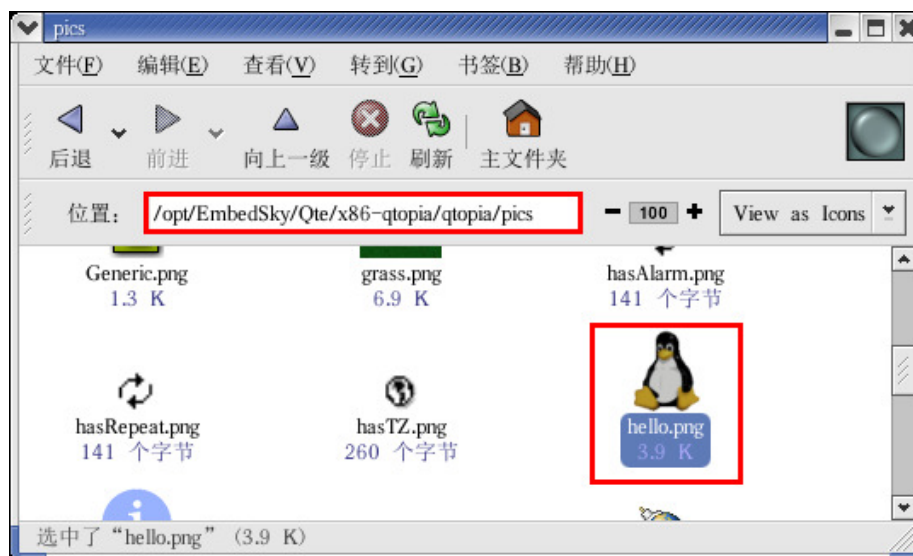 pics
文件(F) 编辑(E) 查看(V) 转到(G) 书签(B) 帮助(H)
后退 前进 向上一级 停止 刷新 主文件夹
位置： /opt/EmbedSky/Qte/x86-qtopia/qtopia/pics 100 View as Icons
Generic.png grass.png hasAlarm.png
1.3 K 6.9 K 141 个字节
hasRepeat.png hasTZ.png hello.png
141 个字节 260 个字节 3.9 K
选中了“hello.png” (3.9 K)